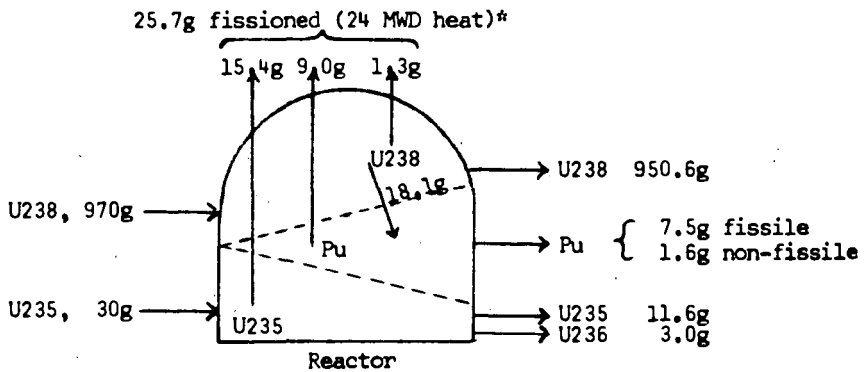 25.7g fissioned (24 MWD heat)*
15.4g 9.0g 1.3g
U238
18.1g
U238 950.6g
U238, 970g
Pu
Pu { 7.5g fissile
1.6g non-fissile
U235, 30g
U235
U235 11.6g
U236 3.0g
Reactor